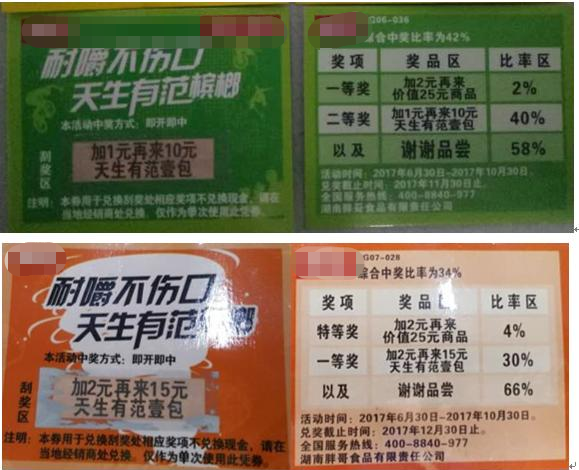 耐嚼不伤口
天生有范槟榔
本活动中奖方式：即开即中
刮奖区
加1元再来10元
天生有范壹包
注明：本券用于兑换刮奖处相应奖项不兑换现金，请在
当地经销商处兑换。仅作为单次使用此凭券。
G06-036
综合中奖比率为42%
奖项 奖品区 比率区
一等奖 加2元再来 价值25元商品 2%
二等奖 加1元再来10元 天生有范壹包 40%
以及 谢谢品尝 58%
活动时间：2017年6月30日-2017年10月30日。
兑奖截止时间：2017年11月30日止。
全国服务热线：400-8840-977
湖南胖哥食品有限责任公司
耐嚼不伤口
天生有范槟榔
本活动中奖方式：即开即中
刮奖区
加2元再来15元
天生有范壹包
注明：本券用于兑换刮奖处相应奖项不兑换现金，请在
当地经销商处兑换。仅作为单次使用此凭券。
G07-028
综合中奖比率为34%
奖项 奖品区 比率区
特等奖 加2元再来 价值25元商品 4%
一等奖 加2元再来15元 天生有范壹包 30%
以及 谢谢品尝 66%
活动时间：2017年6月30日-2017年10月30日。
兑奖截止时间：2017年12月30日止。
全国服务热线：400-8840-977
湖南胖哥食品有限责任公司